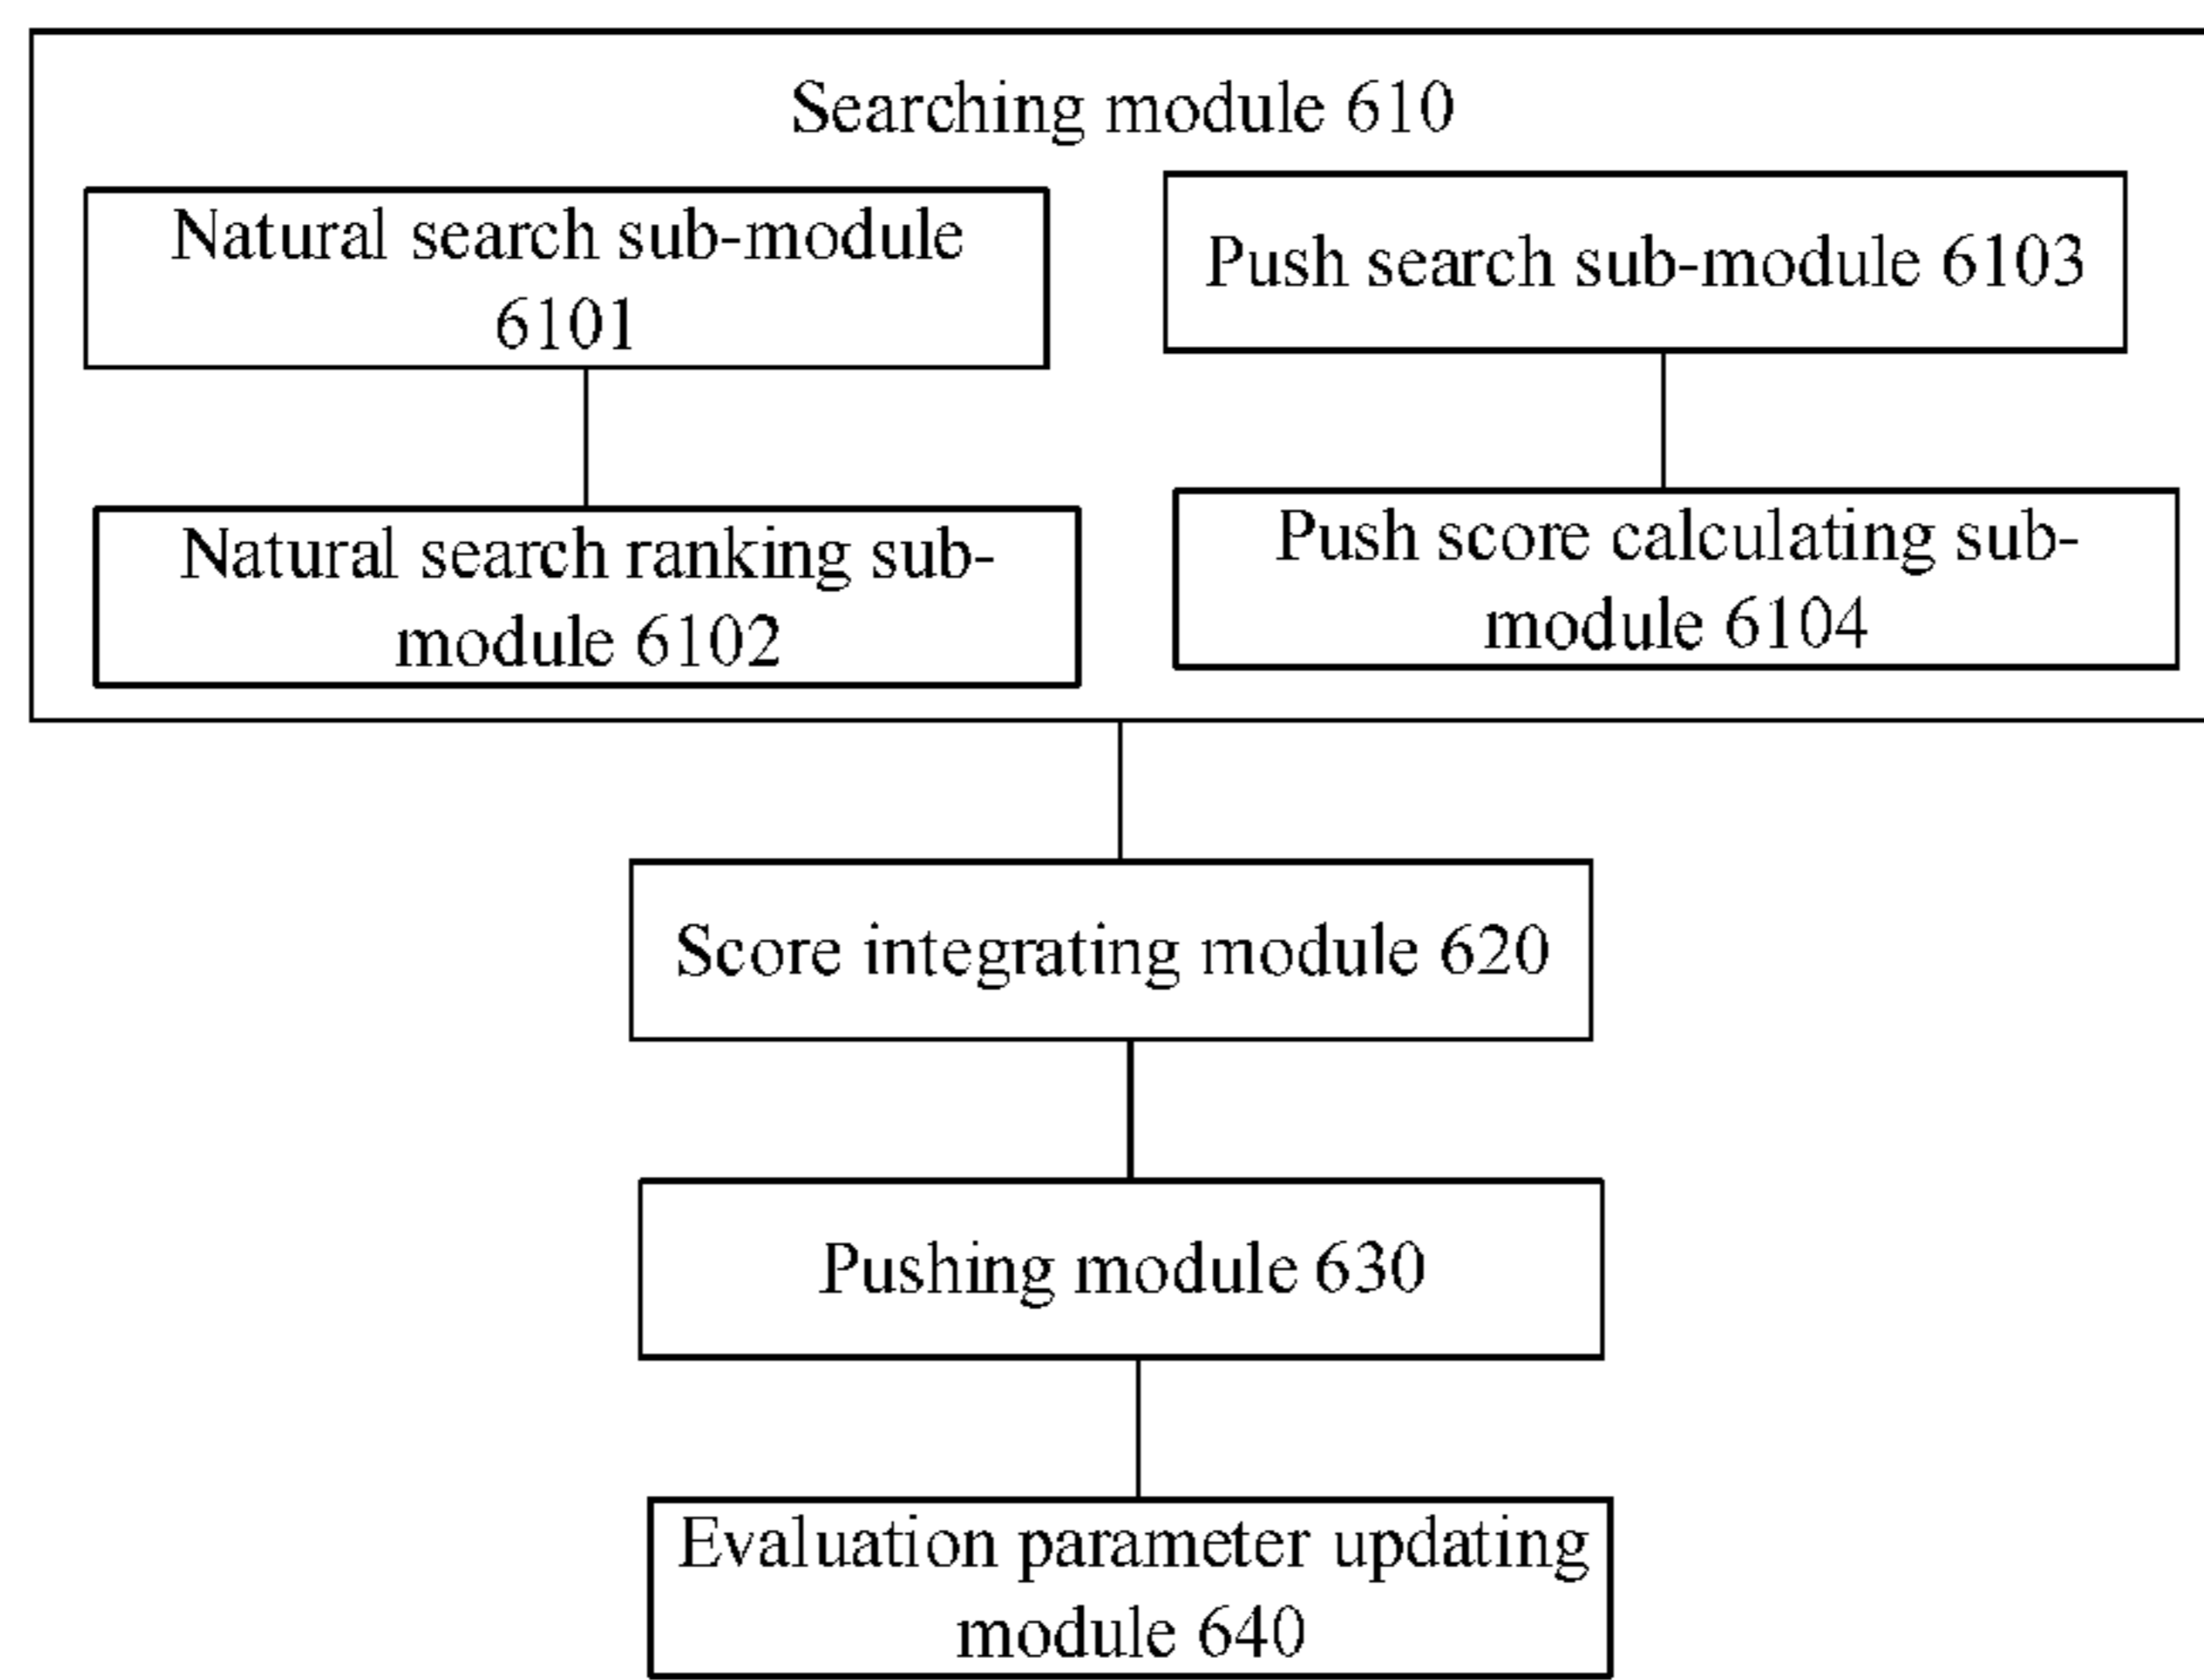 Searching module 610
Natural search sub-module
6101
Push search sub-module 6103
Natural search ranking sub-
module 6102
Push score calculating sub-
module 6104
Score integrating module 620
Pushing module 630
Evaluation parameter updating
module 640